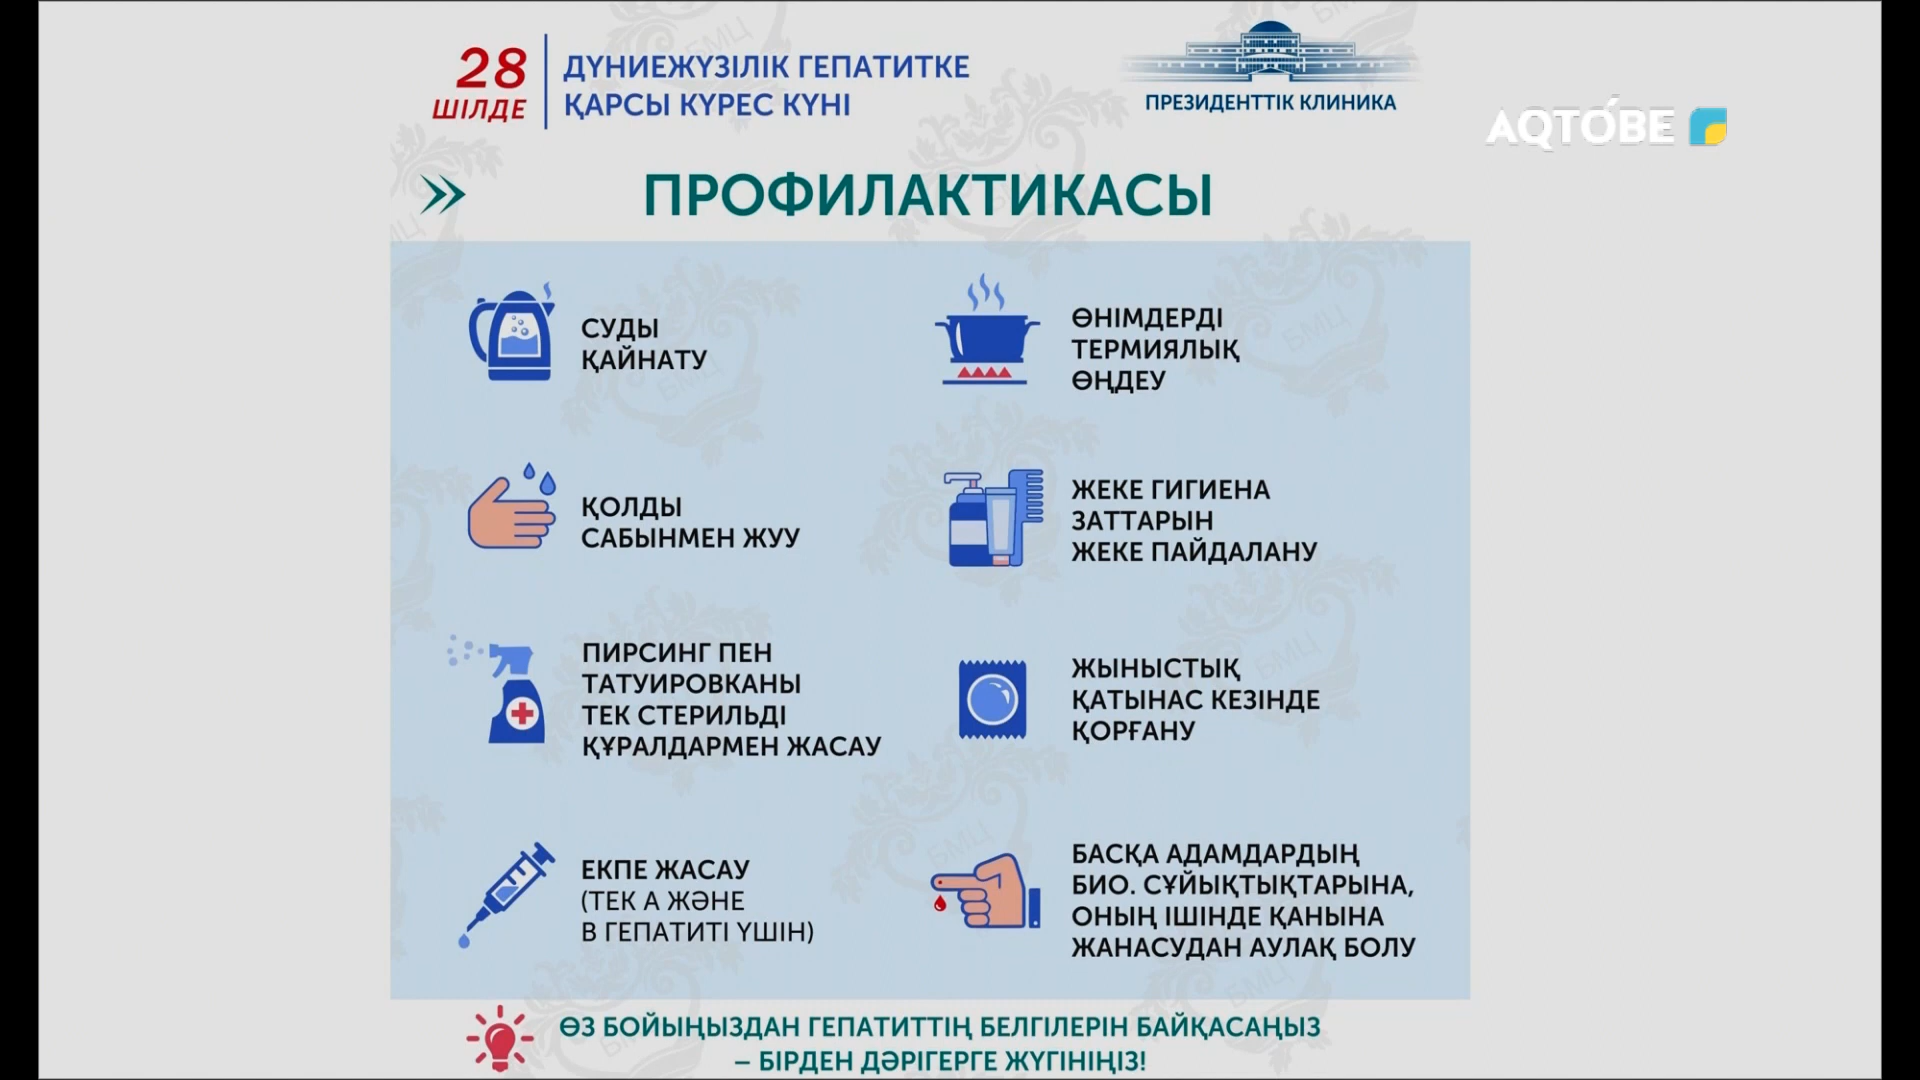 28
ШІЛДЕ
ДҮНИЕЖҮЗІЛІК ГЕПАТИТКЕ
ҚАРСЫ КҮРЕС КҮНІ
ПРЕЗИДЕНТТІК КЛИНИКА
AQTÓBE
ПРОФИЛАКТИКАСЫ
СУДЫ
ҚАЙНАТУ
ӨНІМДЕРДІ
ТЕРМИЯЛЫҚ
ӨҢДЕУ
ҚОЛДЫ
САБЫНМЕН ЖУУ
ЖЕКЕ ГИГИЕНА
ЗАТТАРЫН
ЖЕКЕ ПАЙДАЛАНУ
ПИРСИНГ ПЕН
ТАТУИРОВКАНЫ
ТЕК СТЕРИЛЬДІ
ҚҰРАЛДАРМЕН ЖАСАУ
ЖЫНЫСТЫҚ
ҚАТЫНАС КЕЗІНДЕ
ҚОРҒАНУ
ЕКПЕ ЖАСАУ
(ТЕК А ЖӘНЕ
В ГЕПАТИТІ ҮШІН)
БАСҚА АДАМДАРДЫҢ
БИО. СҰЙЫҚТЫҚТАРЫНА,
ОНЫҢ ІШІНДЕ ҚАНЫНА
ЖАНАСУДАН АУЛАҚ БОЛУ
ӨЗ БОЙЫҢЫЗДАН ГЕПАТИТТІҢ БЕЛГІЛЕРІН БАЙҚАСАҢЫЗ
– БІРДЕН ДӘРІГЕРГЕ ЖҮГІНІҢІЗ!